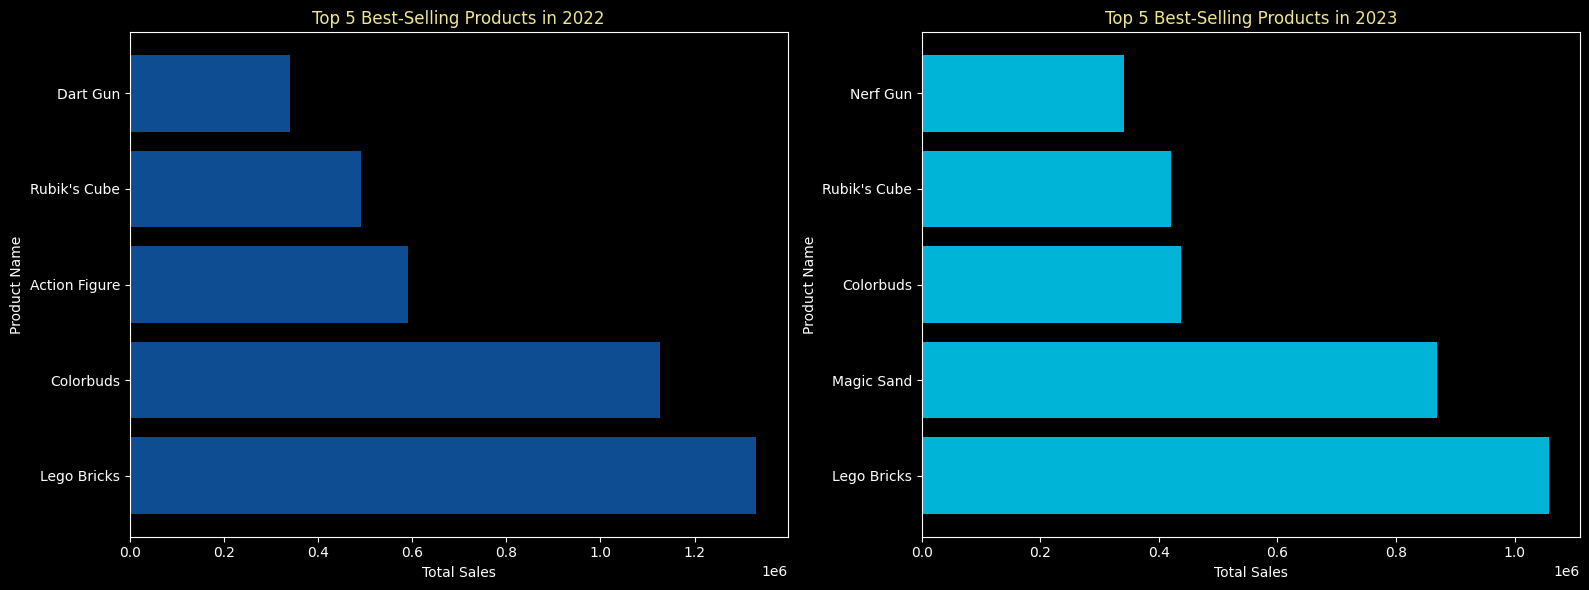 Top 5 Best-Selling Products in 2022
Product Name
Dart Gun
Rubik's Cube
Action Figure
Colorbuds
Lego Bricks
0.0 0.2 0.4 0.6 0.8 1.0 1.2
1e6
Total Sales
Top 5 Best-Selling Products in 2023
Product Name
Nerf Gun
Rubik's Cube
Colorbuds
Magic Sand
Lego Bricks
0.0 0.2 0.4 0.6 0.8 1.0
1e6
Total Sales